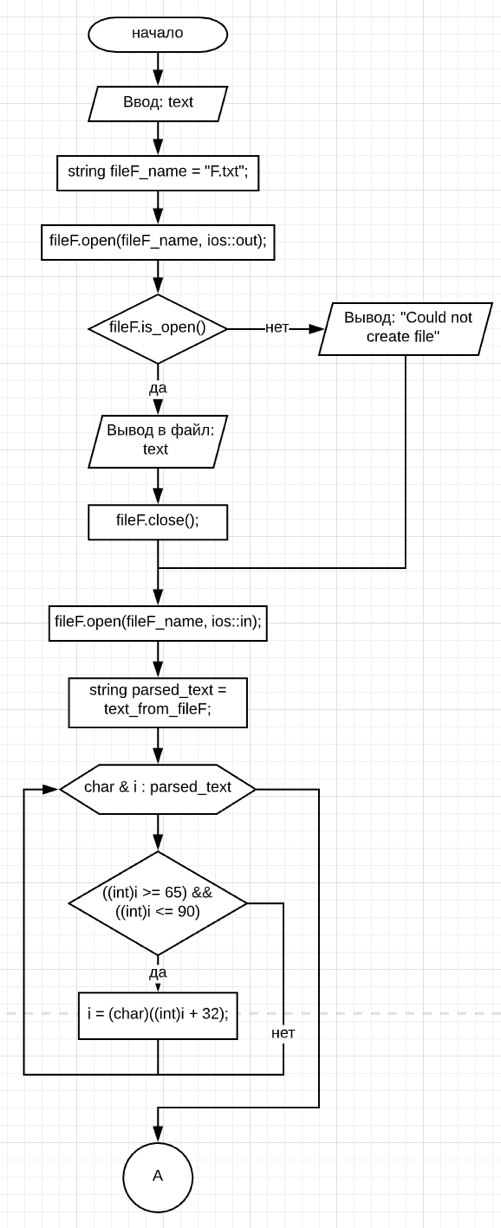 начало
Ввод: text
string fileF_name = "F.txt";
fileF.open(fileF_name, ios::out);
fileF.is_open()
нет
Вывод: "Could not
create file"
да
Вывод в файл:
text
fileF.close();
fileF.open(fileF_name, ios::in);
string parsed_text =
text_from_fileF;
char & i : parsed_text
((int)i >= 65) &&
((int)i <= 90)
да
i = (char)((int)i + 32);
нет
A